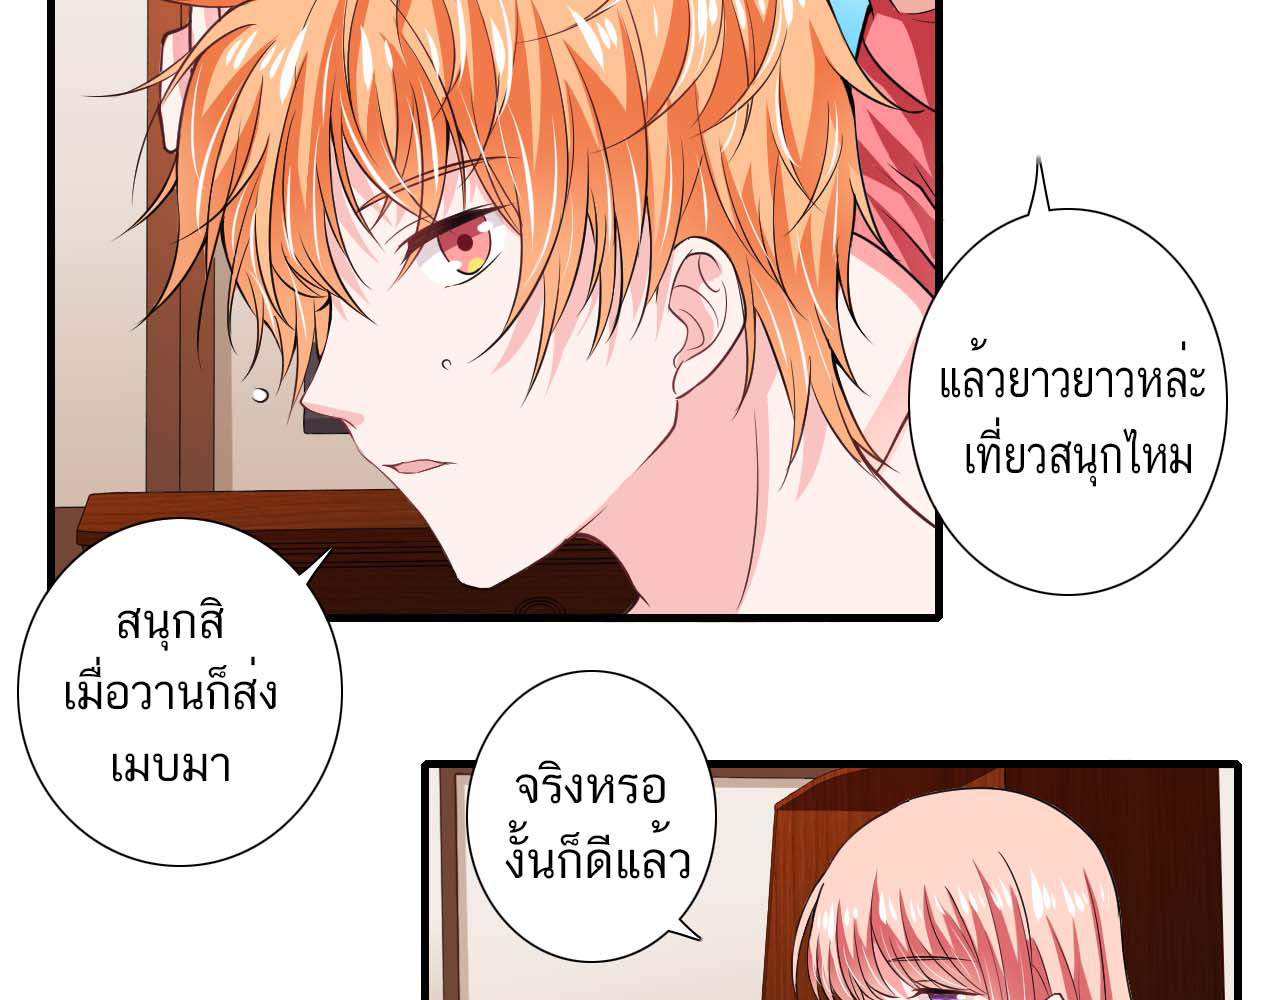 แล้วยาวยาวหล่ะ
เที่ยวสนุกไหม
สนุกสิ
เมื่อวานก็ส่ง
เมบมา
จริงหรอ
งั้นก็ดีแล้ว